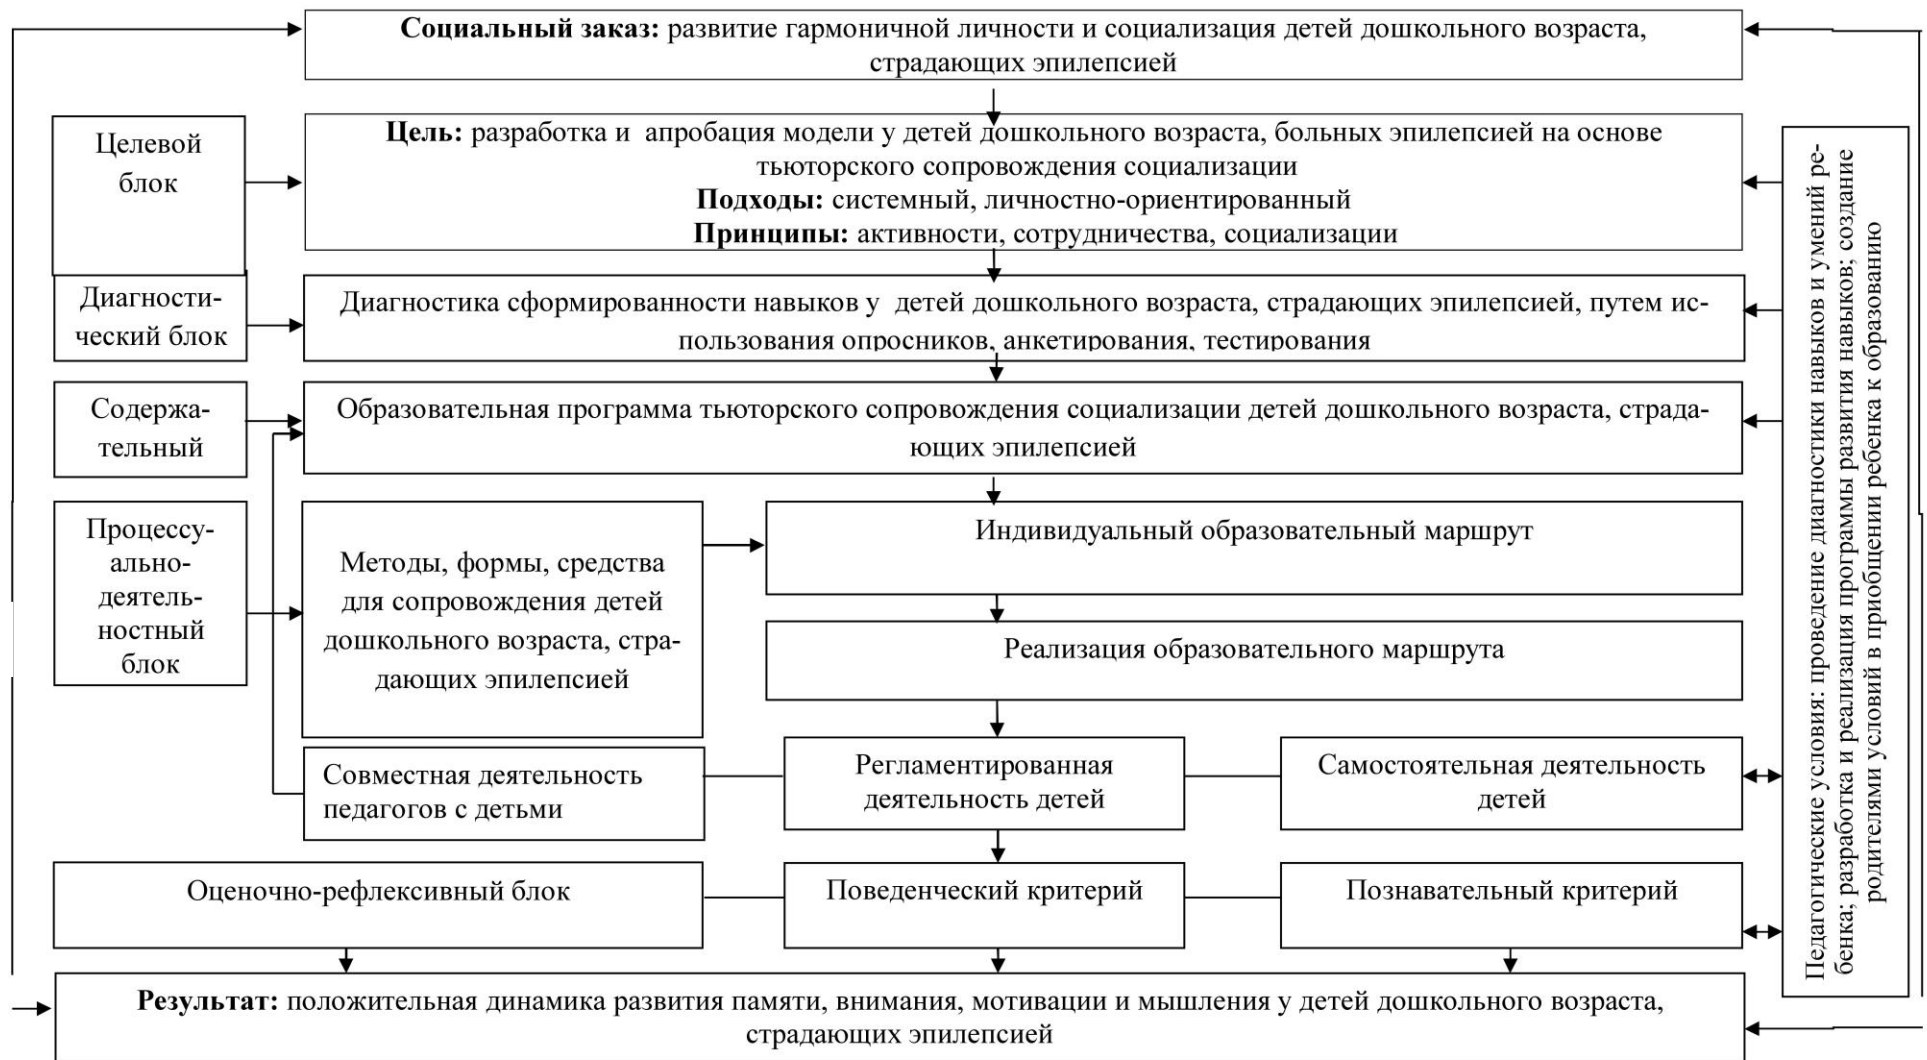 Социальный заказ: развитие гармоничной личности и социализация детей дошкольного возраста,
страдающих эпилепсией
Целевой
блок
Цель: разработка и апробация модели у детей дошкольного возраста, больных эпилепсией на основе
тьюторского сопровождения социализации
Подходы: системный, личностно-ориентированный
Принципы: активности, сотрудничества, социализации
Диагности-
ческий блок
Диагностика сформированности навыков у детей дошкольного возраста, страдающих эпилепсией, путем ис-
пользования опросников, анкетирования, тестирования
Содержа-
тельный
Образовательная программа тьюторского сопровождения социализации детей дошкольного возраста, страда-
ющих эпилепсией
Процессу-
ально-
деятель-
ностный
блок
Методы, формы, средства
для сопровождения детей
дошкольного возраста, стра-
дающих эпилепсией
Индивидуальный образовательный маршрут
Реализация образовательного маршрута
Совместная деятельность
педагогов с детьми
Регламентированная
деятельность детей
Самостоятельная деятельность
детей
Оценочно-рефлексивный блок
Поведенческий критерий
Познавательный критерий
Результат: положительная динамика развития памяти, внимания, мотивации и мышления у детей дошкольного возраста,
страдающих эпилепсией
Педагогические условия: проведение диагностики навыков и умений ре-
бенка; разработка и реализация программы развития навыков; создание
родителями условий в приобщении ребенка к образованию